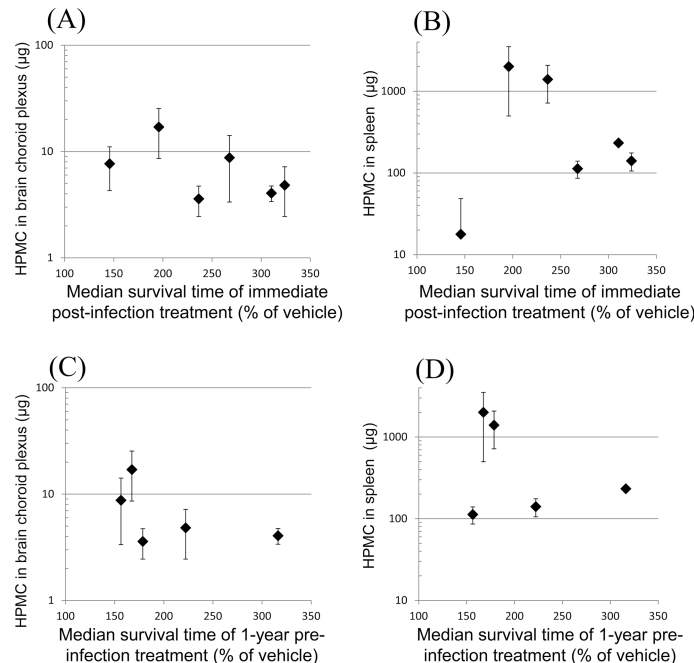 (A)
HPMC in brain choroid plexus (μg)
100
10
1
100 150 200 250 300 350
Median survival time of immediate
post-infection treatment (% of vehicle)
(B)
HPMC in spleen (μg)
1000
100
10
100 150 200 250 300 350
Median survival time of immediate
post-infection treatment (% of vehicle)
(C)
HPMC in brain choroid plexus (μg)
100
10
1
100 150 200 250 300 350
Median survival time of 1-year pre-
infection treatment (% of vehicle)
(D)
HPMC in spleen (μg)
1000
100
10
100 150 200 250 300 350
Median survival time of 1-year pre-
infection treatment (% of vehicle)